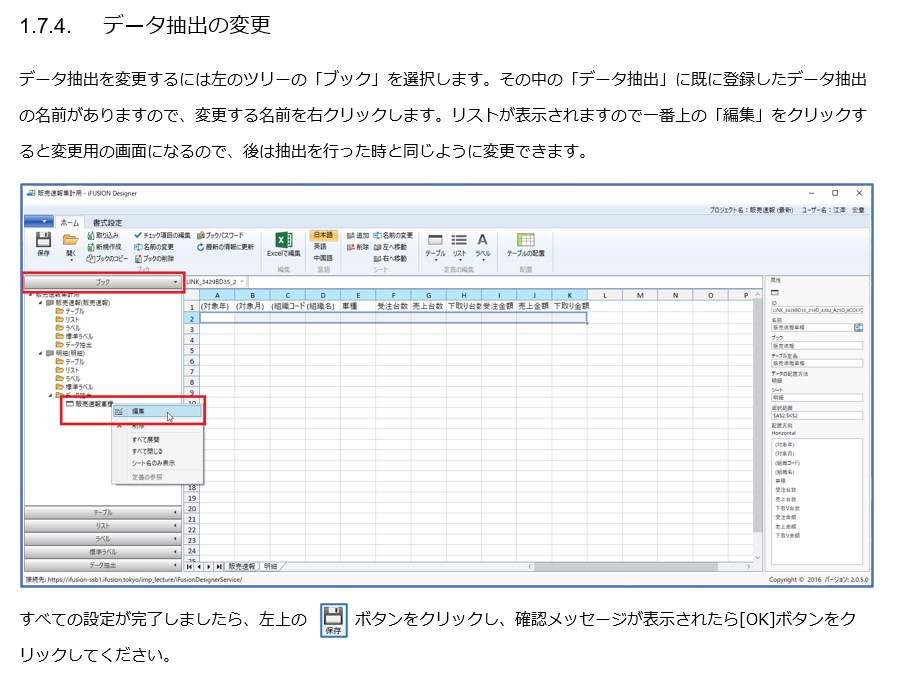 1.7.4. データ抽出の変更
データ抽出を変更するには左のツリーの「ブック」を選択します。その中の「データ抽出」に既に登録したデータ抽出
の名前がありますので、変更する名前を右クリックします。リストが表示されますので一番上の「編集」をクリックす
ると変更用の画面になるので、後は抽出を行った時と同じように変更できます。
販売速報集計用 - iFUSION Designer
プロジェクト名：販売速報 (最新) ユーザー名：江澤 宏章
ホーム 書式設定
保存 開く
取り込み チェック項目の編集 ブックパスワード
新規作成 名前の変更 最新の情報に更新
ブックのコピー ブックの削除
ブック
Excelで編集
編集
日本語
英語
中国語
言語
追加 名前の変更
削除 左へ移動
右へ移動
シート
テーブル リスト ラベル
定義の編集
テーブルの配置
配置
ブック
販売速報集計用
販売速報(販売速報)
テーブル
リスト
ラベル
標準ラベル
データ抽出
明細(明細)
テーブル
リスト
ラベル
標準ラベル
データ抽出
販売速報車種
編集
削除
すべて展開
すべて閉じる
シート名のみ表示
定義の参照
テーブル
リスト
ラベル
標準ラベル
データ抽出
LINK_3429BD35_2
A B C D E F G H I J K L M N O P
1 (対象年) (対象月) (組織コード (組織名) 車種 受注台数 売上台数 下取り台数 受注金額 売上金額 下取り金額
2
3
4
5
6
7
8
9
10
18
19
20
21
22
23
24
25
販売速報 明細
属性
ID
名前
販売速報車種
ブック
販売速報
テーブル定義
販売速報車種
データの配置方法
明細
シート
明細
選択範囲
$A$2:$K$2
配置方向
Horizontal
(対象年)
(対象月)
(組織コード)
(組織名)
車種
受注台数
売上台数
下取り台数
受注金額
売上金額
下取り金額
接続先: https://ifusion-ssb1.ifusion.tokyo/imp_lecture/iFusionDesignerService/
Copyright © 2016 バージョン: 2.0.5.0
すべての設定が完了しましたら、左上の 保存 ボタンをクリックし、確認メッセージが表示されたら[OK]ボタンをク
リックしてください。